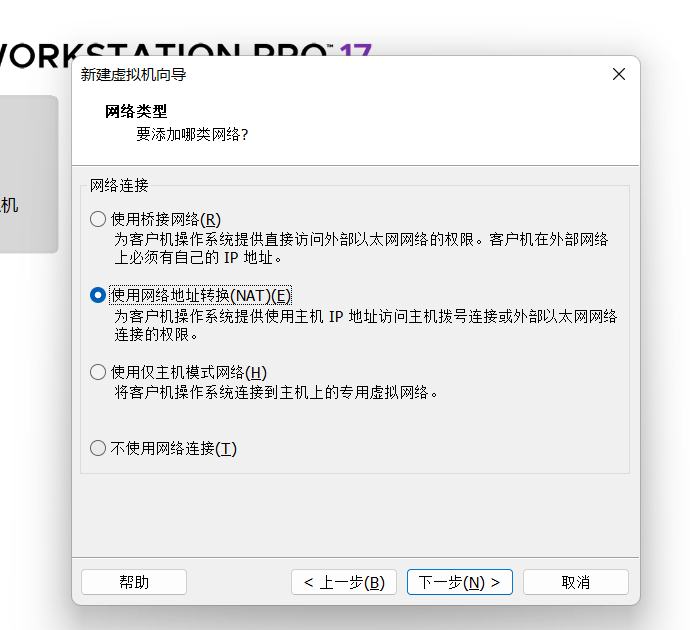 WORKSTATION PRO™ 17
新建虚拟机向导
网络类型
要添加哪类网络?
机
网络连接
使用桥接网络(R)
为客户机操作系统提供直接访问外部以太网网络的权限。客户机在外部网络
上必须有自己的 IP 地址。
使用网络地址转换(NAT)(E)
为客户机操作系统提供使用主机 IP 地址访问主机拨号连接或外部以太网网络
连接的权限。
使用仅主机模式网络(H)
将客户机操作系统连接到主机上的专用虚拟网络。
不使用网络连接(T)
帮助
< 上一步(B)
下一步(N) >
取消